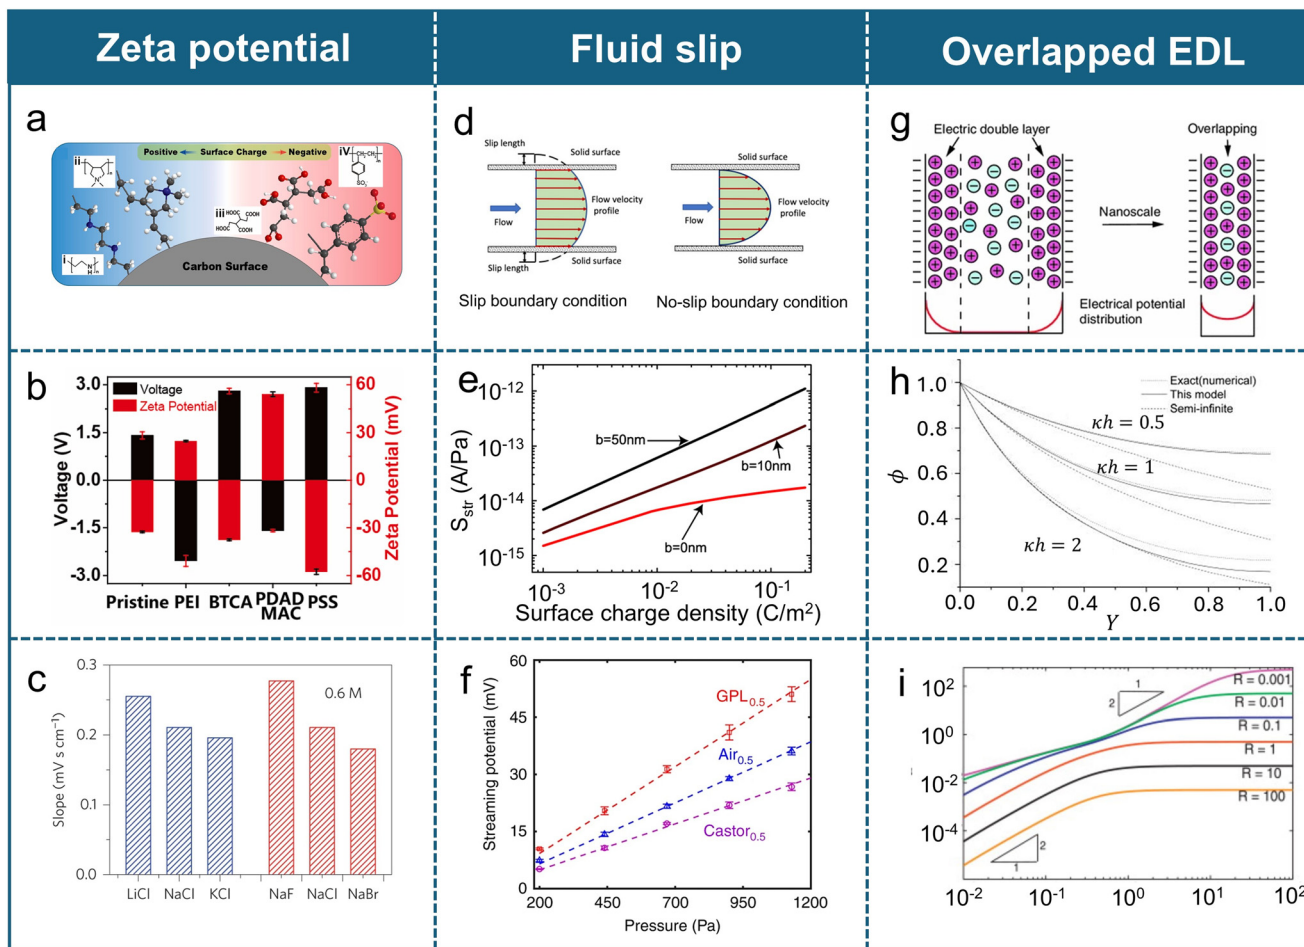 Zeta potential
Fluid slip
Overlapped EDL
a
Positive
Surface Charge
Negative
i
ii
iii
iV
HOOC
COOH
HOOC
COOH
SO₂⁻
N
H
n
Carbon Surface
d
Slip length
Solid surface
Flow
Flow velocity
profile
Slip length
Solid surface
Slip boundary condition
Solid surface
Flow
Flow velocity
profile
Solid surface
No-slip boundary condition
g
Electric double layer
Overlapping
Nanoscale
Electrical potential
distribution
b
Voltage
Zeta Potential
Voltage (V)
3.0
1.5
0.0
-1.5
-3.0
Zeta Potential (mV)
60
30
0
-30
-60
Pristine PEI BTCA PDAD PSS
MAC
e
S_str (A/Pa)
10⁻¹²
10⁻¹³
10⁻¹⁴
10⁻¹⁵
b=50nm
b=10nm
b=0nm
10⁻³ 10⁻² 10⁻¹
Surface charge density (C/m²)
h
Exact(numerical)
This model
Semi-infinite
κh = 0.5
κh = 1
κh = 2
ϕ
1.0
0.8
0.6
0.4
0.2
0.0 0.2 0.4 0.6 0.8 1.0
Y
c
0.6 M
Slope (mV s cm⁻¹)
0.3
0.2
0.1
0.0
LiCl NaCl KCl NaF NaCl NaBr
f
Streaming potential (mV)
60
45
30
15
0
GPL₀.₅
Air₀.₅
Castor₀.₅
200 450 700 950 1200
Pressure (Pa)
i
10²
10⁰
10⁻²
10⁻⁴
1
2
R = 0.001
R = 0.01
R = 0.1
R = 1
R = 10
R = 100
2
1
10⁻² 10⁻¹ 10⁰ 10¹ 10²